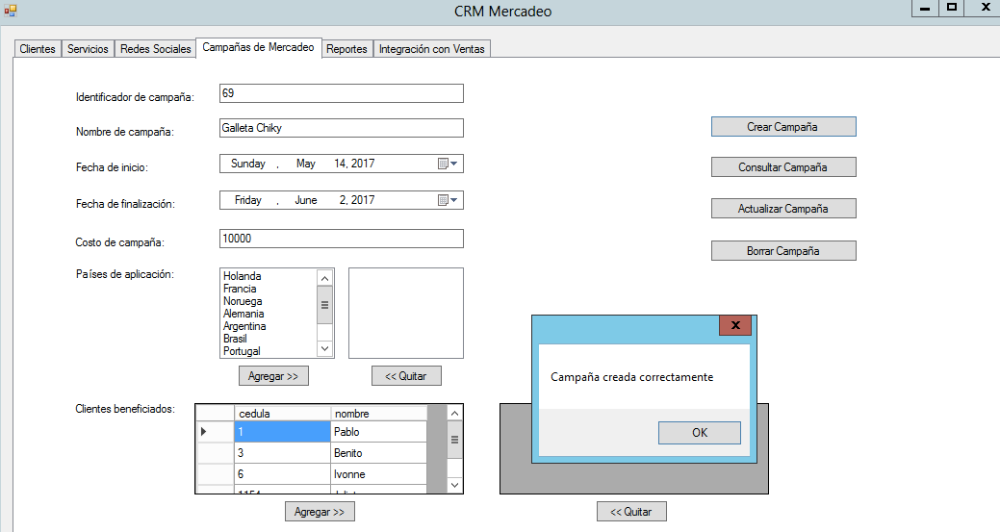 CRM Mercadeo
Clientes Servicios Redes Sociales Campañas de Mercadeo Reportes Integración con Ventas
Identificador de campaña: 69
Nombre de campaña: Galleta Chiky
Crear Campaña
Fecha de inicio: Sunday , May 14, 2017
Consultar Campaña
Fecha de finalización: Friday , June 2, 2017
Actualizar Campaña
Costo de campaña: 10000
Borrar Campaña
Países de aplicación:
Holanda
Francia
Noruega
Alemania
Argentina
Brasil
Portugal
Agregar >> << Quitar
Campaña creada correctamente
OK
Clientes beneficiados:
cedula nombre
1 Pablo
3 Benito
6 Ivonne
Agregar >> << Quitar